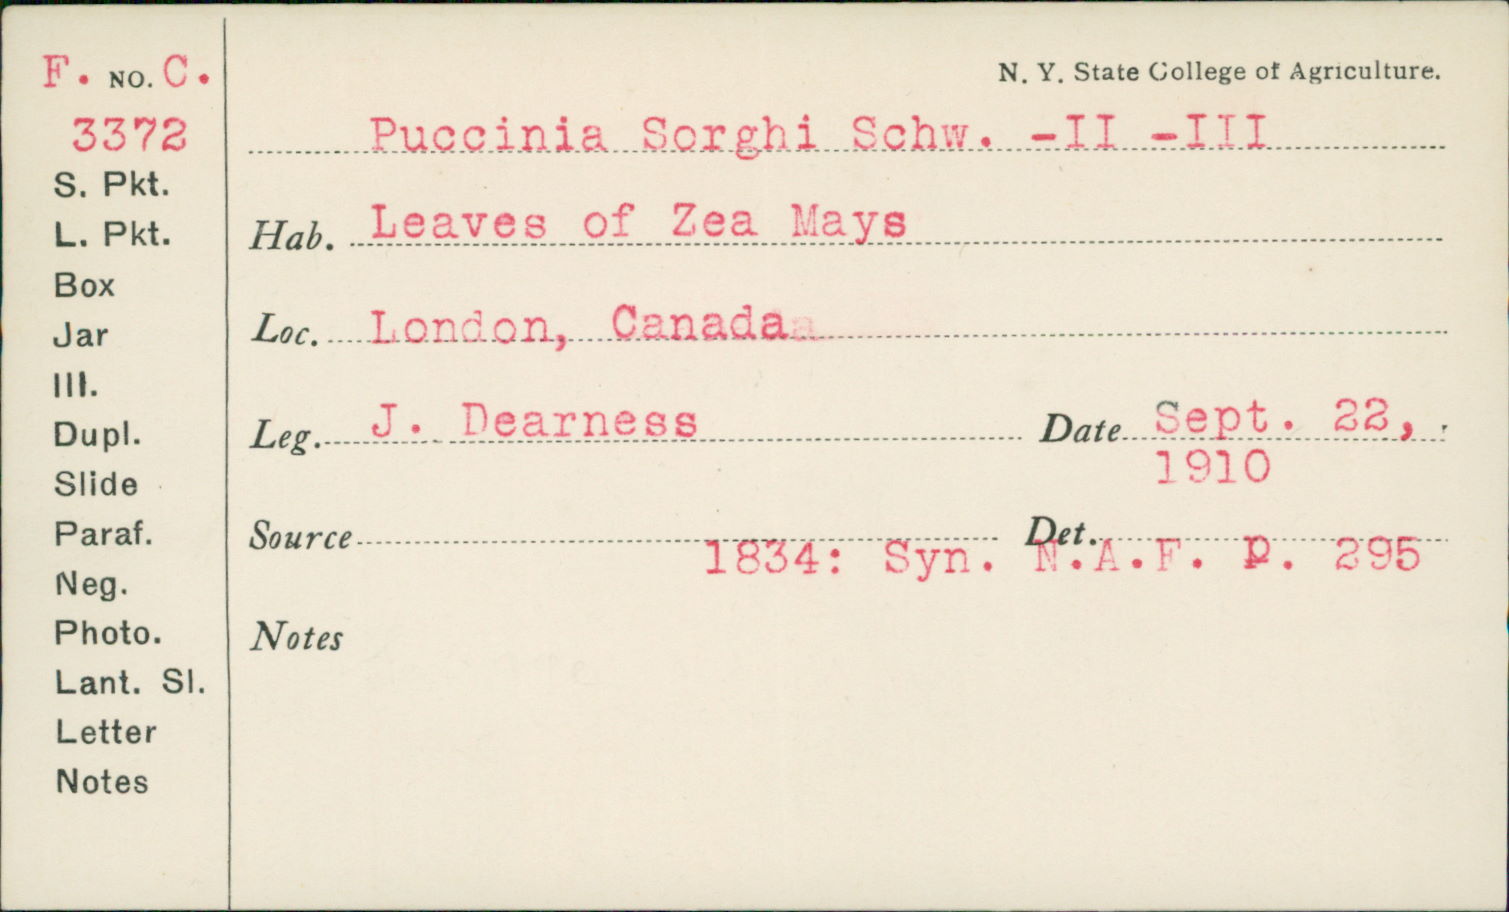 F. NO. C.
3372
S. Pkt.
L. Pkt.
Box
Jar
Ill.
Dupl.
Slide
Paraf.
Neg.
Photo.
Lant. Sl.
Letter
Notes
N. Y. State College of Agriculture.
Puccinia Sorghi Schw. -II -III
Hab. Leaves of Zea Mays
Loc. London, Canada
Leg. J. Dearness Date Sept. 22,
1910
Source Det.
1834: Syn. N.A.F. p. 295
Notes